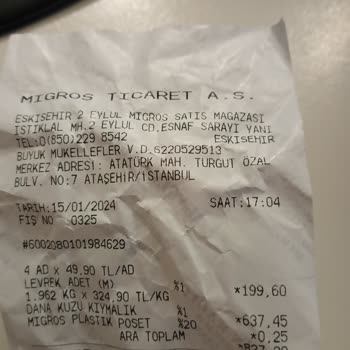 MIGROS TICARET A.S.
ESKISEHIR 2 EYLUL MIGROS SATIS MAGAZASI
ISTIKLAL MH.2 EYLUL CD.ESNAF SARAYI YANI
TEL:0(850)229 8542 ESKISEHIR
BUYUK MUKELLEFLER V.D.6220529513
MERKEZ ADRESI: ATATÜRK MAH. TURGUT ÖZAL
BULV. NO:7 ATAŞEHİR/İSTANBUL
TARIH:15/01/2024 SAAT:17:04
FIŞ NO 0325
#6002080101984629
4 AD x 49,90 TL/AD
LEVREK ADET (M) %1 *199,60
1.962 KG x 324,90 TL/KG
DANA KUZU KIYMALIK %1 *637,45
MIGROS PLASTIK POSET %20 *0,25
ARA TOPLAM